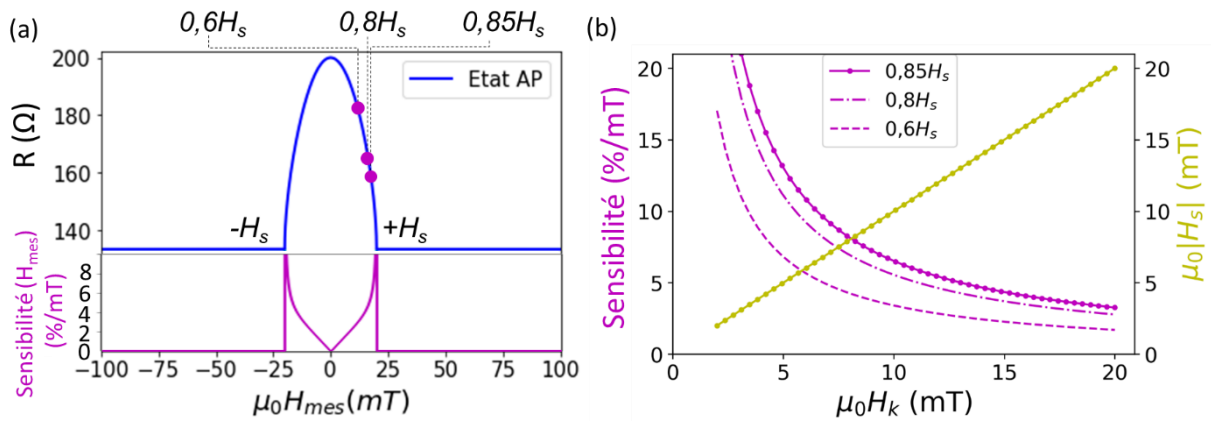 (a)
0,6Hs 0,8Hs 0,85Hs
200
180
160
140
R (Ω)
Etat AP
-Hs +Hs
8
6
4
2
0
Sensibilité (Hmes)
(%/mT)
−100 −75 −50 −25 0 25 50 75 100
μ0Hmes(mT)
(b)
20
15
10
5
0
Sensibilité (%/mT)
0,85Hs
0,8Hs
0,6Hs
20
15
10
5
0
μ0|Hs| (mT)
0 5 10 15 20
μ0Hk (mT)